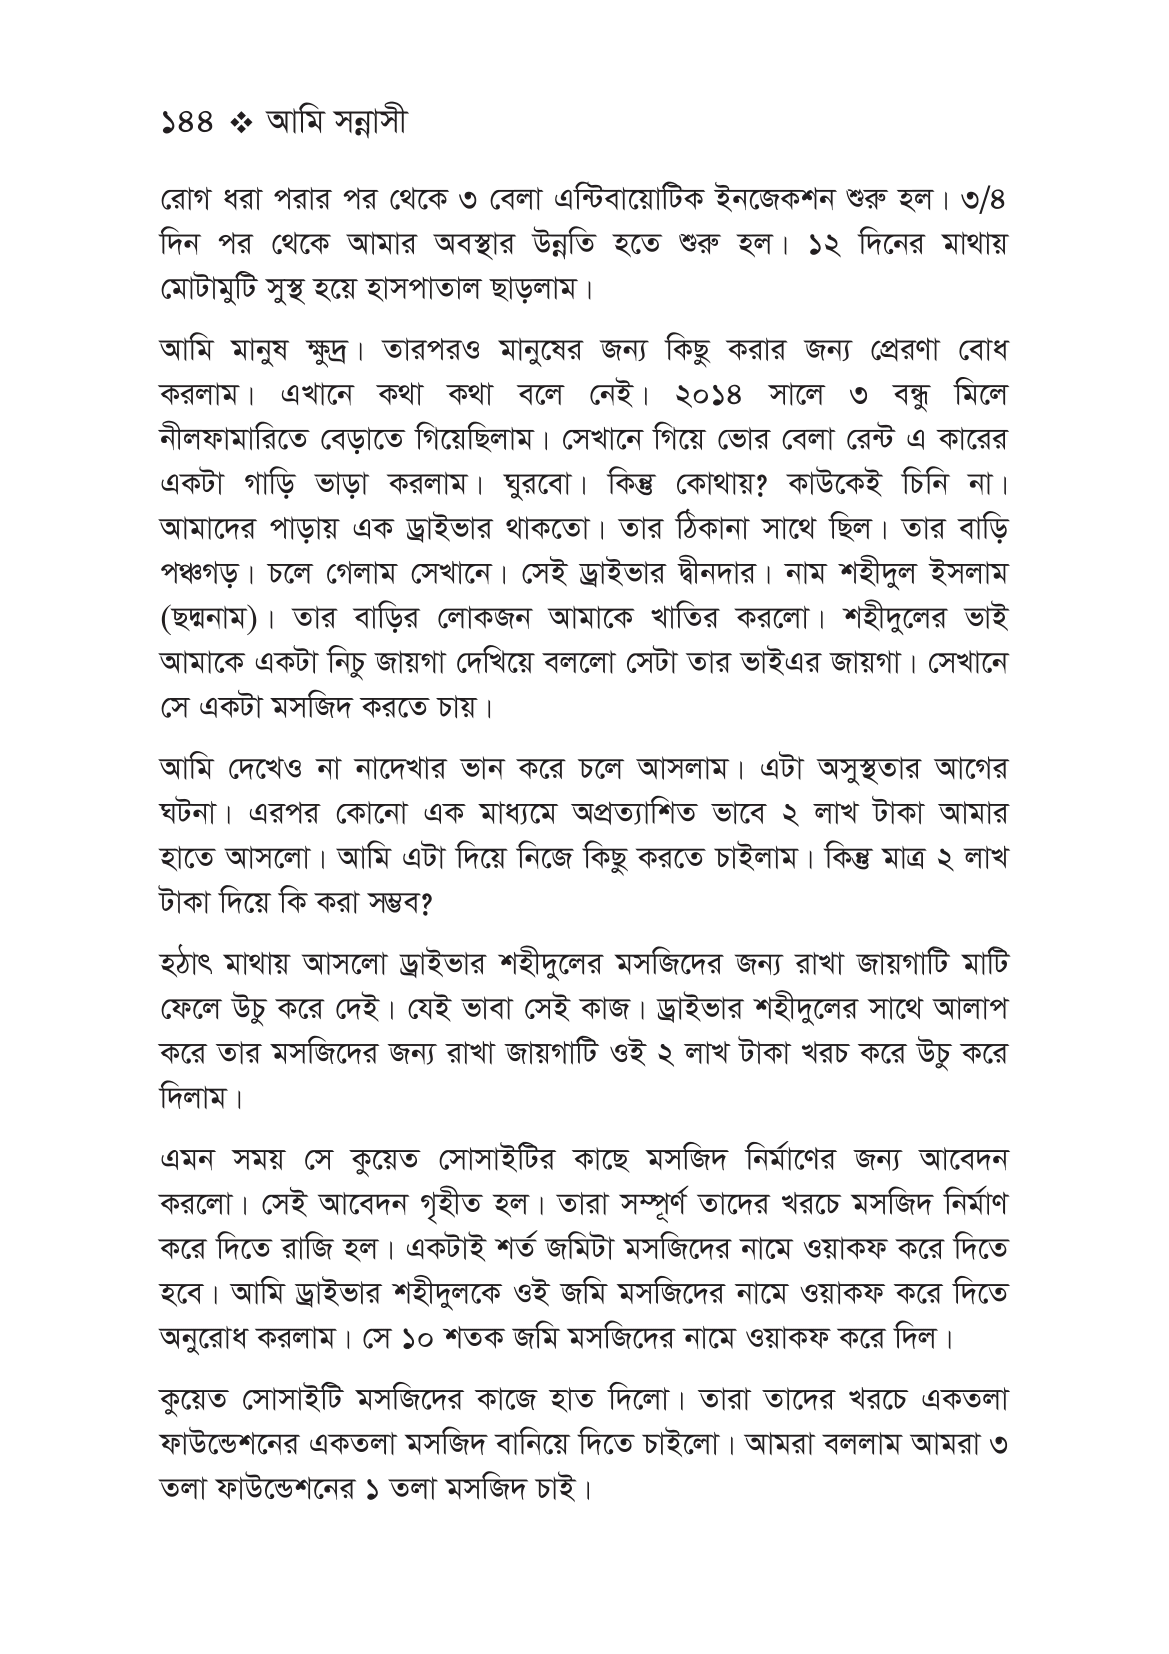 ১৪৪ ❖ আমি সন্নাসী
রোগ ধরা পরার পর থেকে ৩ বেলা এন্টিবায়োটিক ইনজেকশন শুরু হল। ৩/৪
দিন পর থেকে আমার অবস্থার উন্নতি হতে শুরু হল। ১২ দিনের মাথায়
মোটামুটি সুস্থ হয়ে হাসপাতাল ছাড়লাম।
আমি মানুষ ক্ষুদ্র। তারপরও মানুষের জন্য কিছু করার জন্য প্রেরণা বোধ
করলাম। এখানে কথা কথা বলে নেই। ২০১৪ সালে ৩ বন্ধু মিলে
নীলফামারিতে বেড়াতে গিয়েছিলাম। সেখানে গিয়ে ভোর বেলা রেন্ট এ কারের
একটা গাড়ি ভাড়া করলাম। ঘুরবো। কিন্তু কোথায়? কাউকেই চিনি না।
আমাদের পাড়ায় এক ড্রাইভার থাকতো। তার ঠিকানা সাথে ছিল। তার বাড়ি
পঞ্চগড়। চলে গেলাম সেখানে। সেই ড্রাইভার দ্বীনদার। নাম শহীদুল ইসলাম
(ছদ্মনাম)। তার বাড়ির লোকজন আমাকে খাতির করলো। শহীদুলের ভাই
আমাকে একটা নিচু জায়গা দেখিয়ে বললো সেটা তার ভাইএর জায়গা। সেখানে
সে একটা মসজিদ করতে চায়।
আমি দেখেও না নাদেখার ভান করে চলে আসলাম। এটা অসুস্থতার আগের
ঘটনা। এরপর কোনো এক মাধ্যমে অপ্রত্যাশিত ভাবে ২ লাখ টাকা আমার
হাতে আসলো। আমি এটা দিয়ে নিজে কিছু করতে চাইলাম। কিন্তু মাত্র ২ লাখ
টাকা দিয়ে কি করা সম্ভব?
হঠাৎ মাথায় আসলো ড্রাইভার শহীদুলের মসজিদের জন্য রাখা জায়গাটি মাটি
ফেলে উচু করে দেই। যেই ভাবা সেই কাজ। ড্রাইভার শহীদুলের সাথে আলাপ
করে তার মসজিদের জন্য রাখা জায়গাটি ওই ২ লাখ টাকা খরচ করে উচু করে
দিলাম।
এমন সময় সে কুয়েত সোসাইটির কাছে মসজিদ নির্মাণের জন্য আবেদন
করলো। সেই আবেদন গৃহীত হল। তারা সম্পূর্ণ তাদের খরচে মসজিদ নির্মাণ
করে দিতে রাজি হল। একটাই শর্ত জমিটা মসজিদের নামে ওয়াকফ করে দিতে
হবে। আমি ড্রাইভার শহীদুলকে ওই জমি মসজিদের নামে ওয়াকফ করে দিতে
অনুরোধ করলাম। সে ১০ শতক জমি মসজিদের নামে ওয়াকফ করে দিল।
কুয়েত সোসাইটি মসজিদের কাজে হাত দিলো। তারা তাদের খরচে একতলা
ফাউন্ডেশনের একতলা মসজিদ বানিয়ে দিতে চাইলো। আমরা বললাম আমরা ৩
তলা ফাউন্ডেশনের ১ তলা মসজিদ চাই।